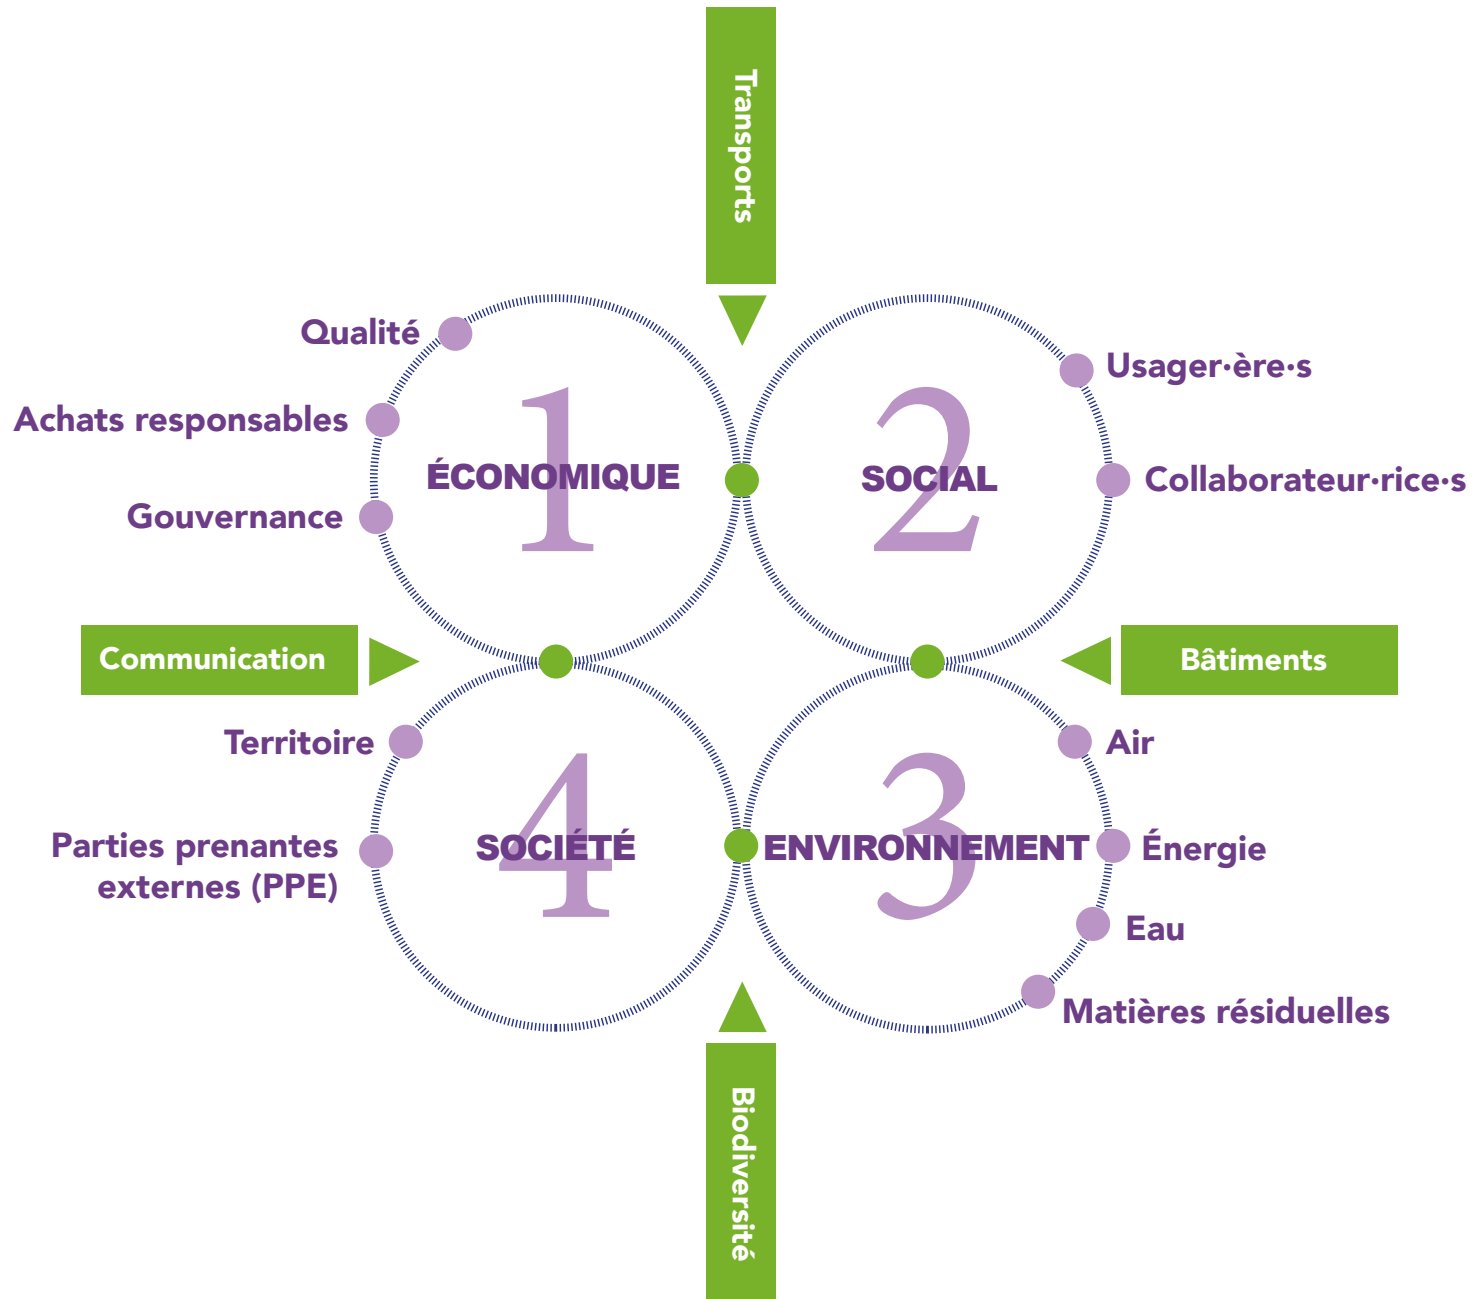 Transports
Qualité
Achats responsables
Gouvernance
1
ÉCONOMIQUE
2
SOCIAL
Usager·ère·s
Collaborateur·rice·s
Communication
Bâtiments
Territoire
Parties prenantes
externes (PPE)
4
SOCIÉTÉ
3
ENVIRONNEMENT
Air
Énergie
Eau
Matières résiduelles
Biodiversité